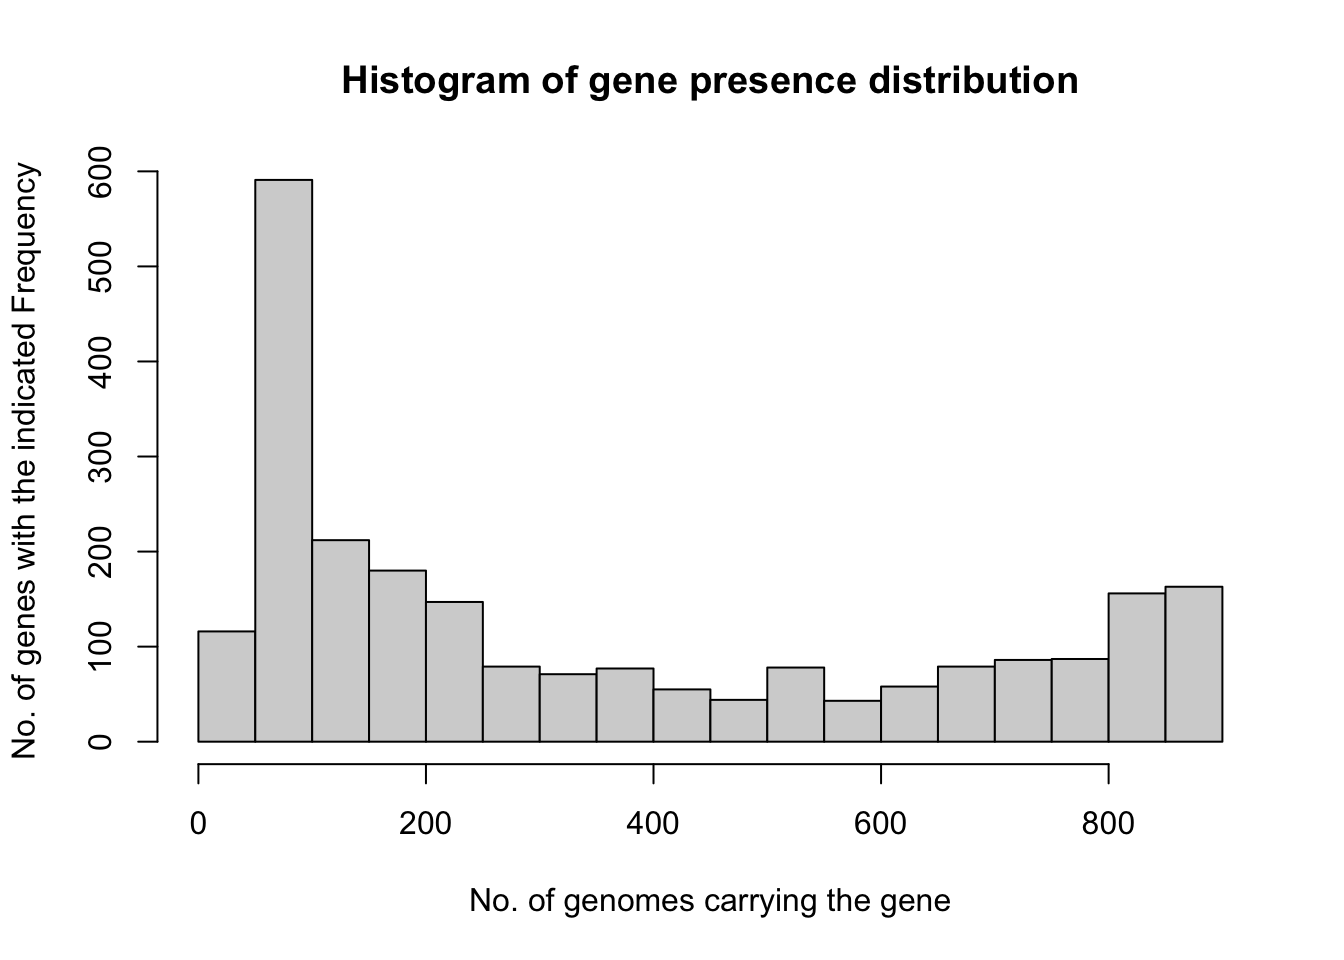 Histogram of gene presence distribution
No. of genes with the indicated Frequency
600
500
400
300
200
100
0
0 200 400 600 800
No. of genomes carrying the gene